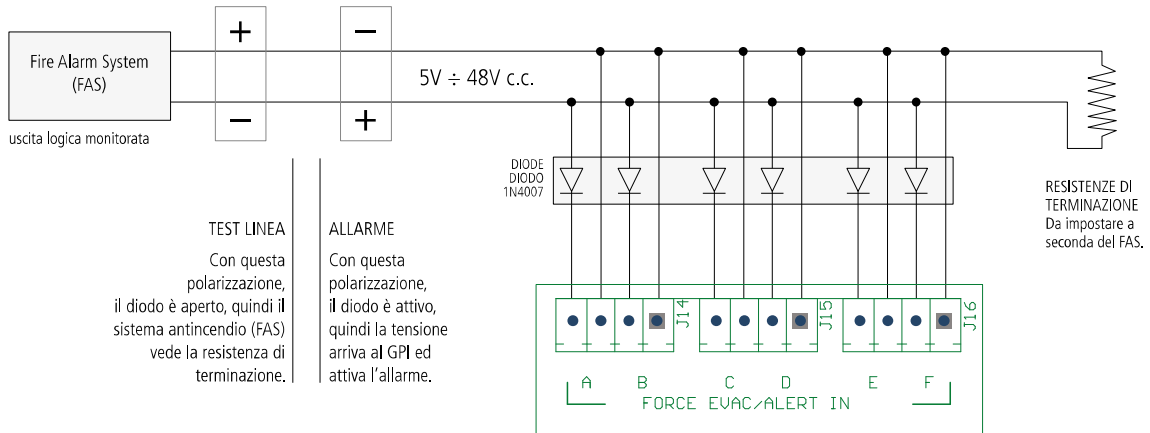 Fire Alarm System
(FAS)
uscita logica monitorata
+
−
−
+
5V ÷ 48V c.c.
DIODE
DIODO
1N4007
RESISTENZE DI
TERMINAZIONE
Da impostare a
seconda del FAS.
TEST LINEA
Con questa
polarizzazione,
il diodo è aperto, quindi il
sistema antincendio (FAS)
vede la resistenza di
terminazione.
ALLARME
Con questa
polarizzazione,
il diodo è attivo,
quindi la tensione
arriva al GPI ed
attiva l’allarme.
J14
J15
J16
A B C D E F
FORCE EVAC/ALERT IN